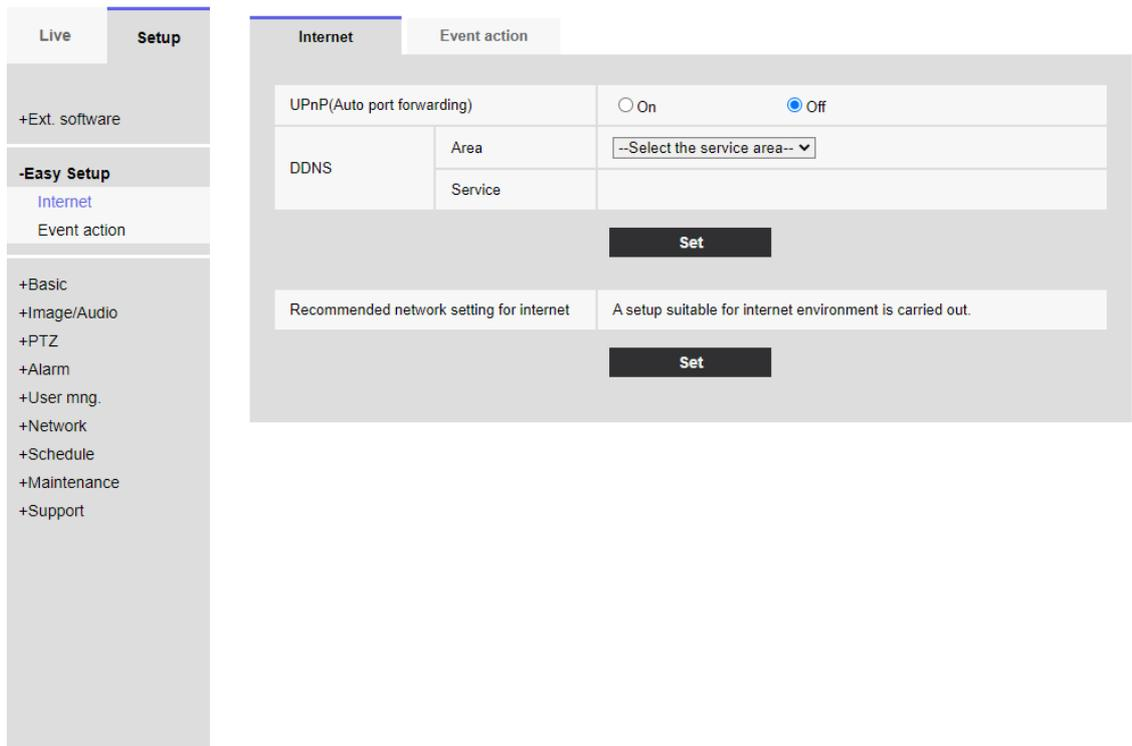 Live
Setup
+Ext. software
-Easy Setup
Internet
Event action
+Basic
+Image/Audio
+PTZ
+Alarm
+User mng.
+Network
+Schedule
+Maintenance
+Support
Internet
Event action
UPnP(Auto port forwarding)
On
Off
DDNS
Area
--Select the service area--
Service
Set
Recommended network setting for internet
A setup suitable for internet environment is carried out.
Set